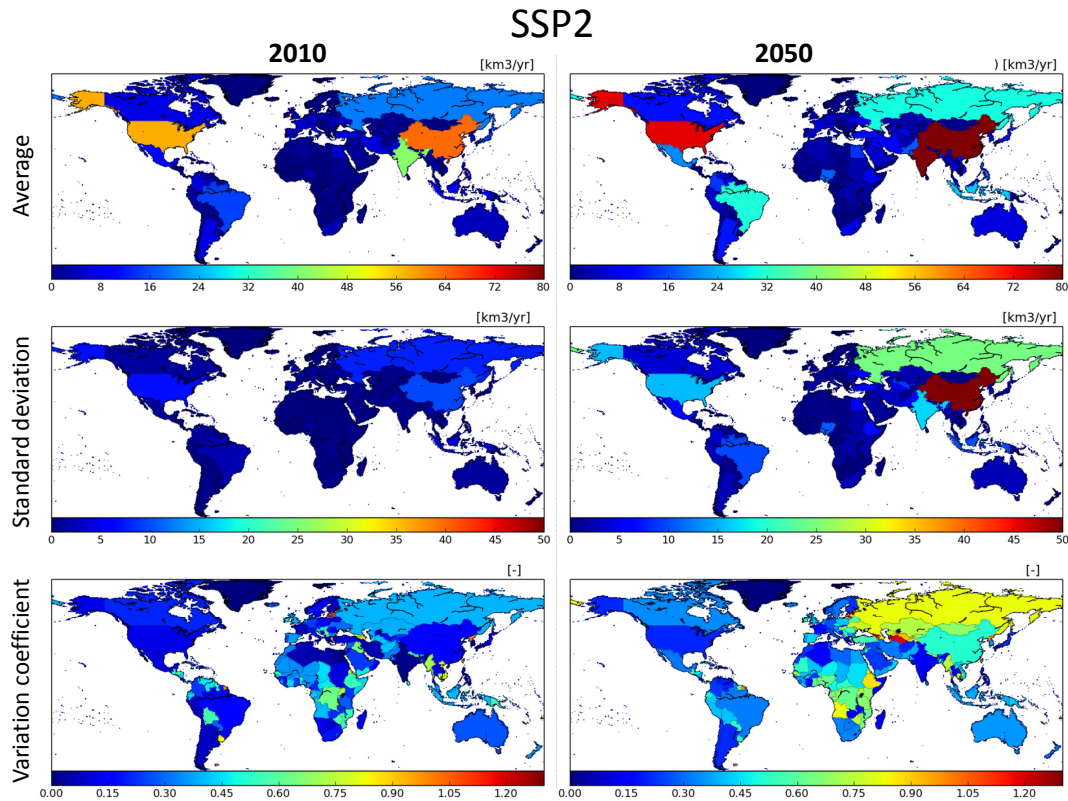 SSP2
2010 2050
[km3/yr] ) [km3/yr]
Average
0 8 16 24 32 40 48 56 64 72 80 0 8 16 24 32 40 48 56 64 72 80
[km3/yr] [km3/yr]
Standard deviation
0 5 10 15 20 25 30 35 40 45 50 0 5 10 15 20 25 30 35 40 45 50
[-] [-]
Variation coefficient
0.00 0.15 0.30 0.45 0.60 0.75 0.90 1.05 1.20 0.00 0.15 0.30 0.45 0.60 0.75 0.90 1.05 1.20